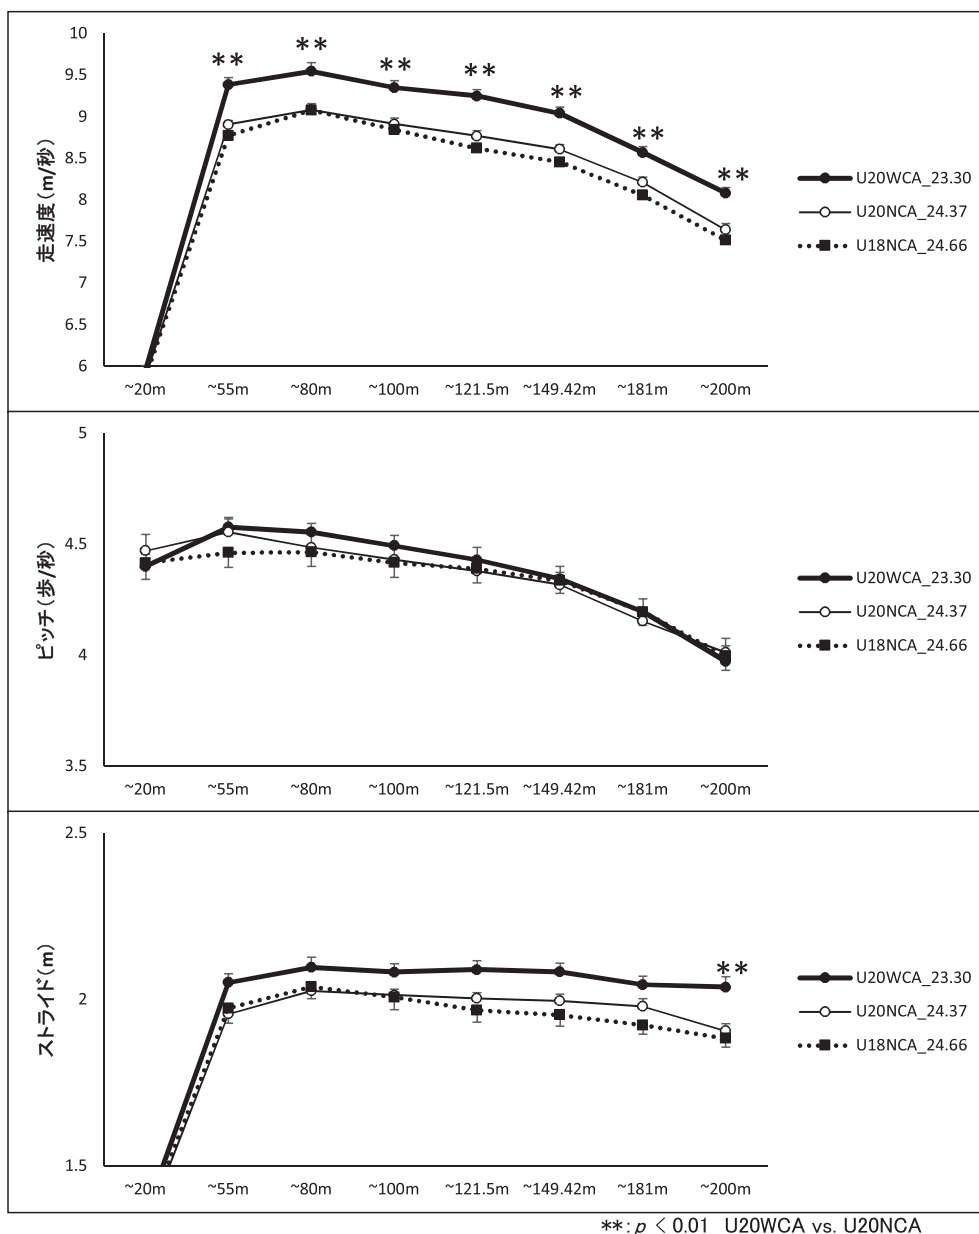 10
9.5
9
8.5
8
7.5
7
6.5
6
走速度(m/秒)
** ** ** ** ** ** **
~20m ~55m ~80m ~100m ~121.5m ~149.42m ~181m ~200m
U20WCA_23.30
U20NCA_24.37
U18NCA_24.66
5
4.5
4
3.5
ピッチ(歩/秒)
~20m ~55m ~80m ~100m ~121.5m ~149.42m ~181m ~200m
U20WCA_23.30
U20NCA_24.37
U18NCA_24.66
2.5
2
1.5
ストライド(m)
**
~20m ~55m ~80m ~100m ~121.5m ~149.42m ~181m ~200m
U20WCA_23.30
U20NCA_24.37
U18NCA_24.66
**: p < 0.01 U20WCA vs. U20NCA